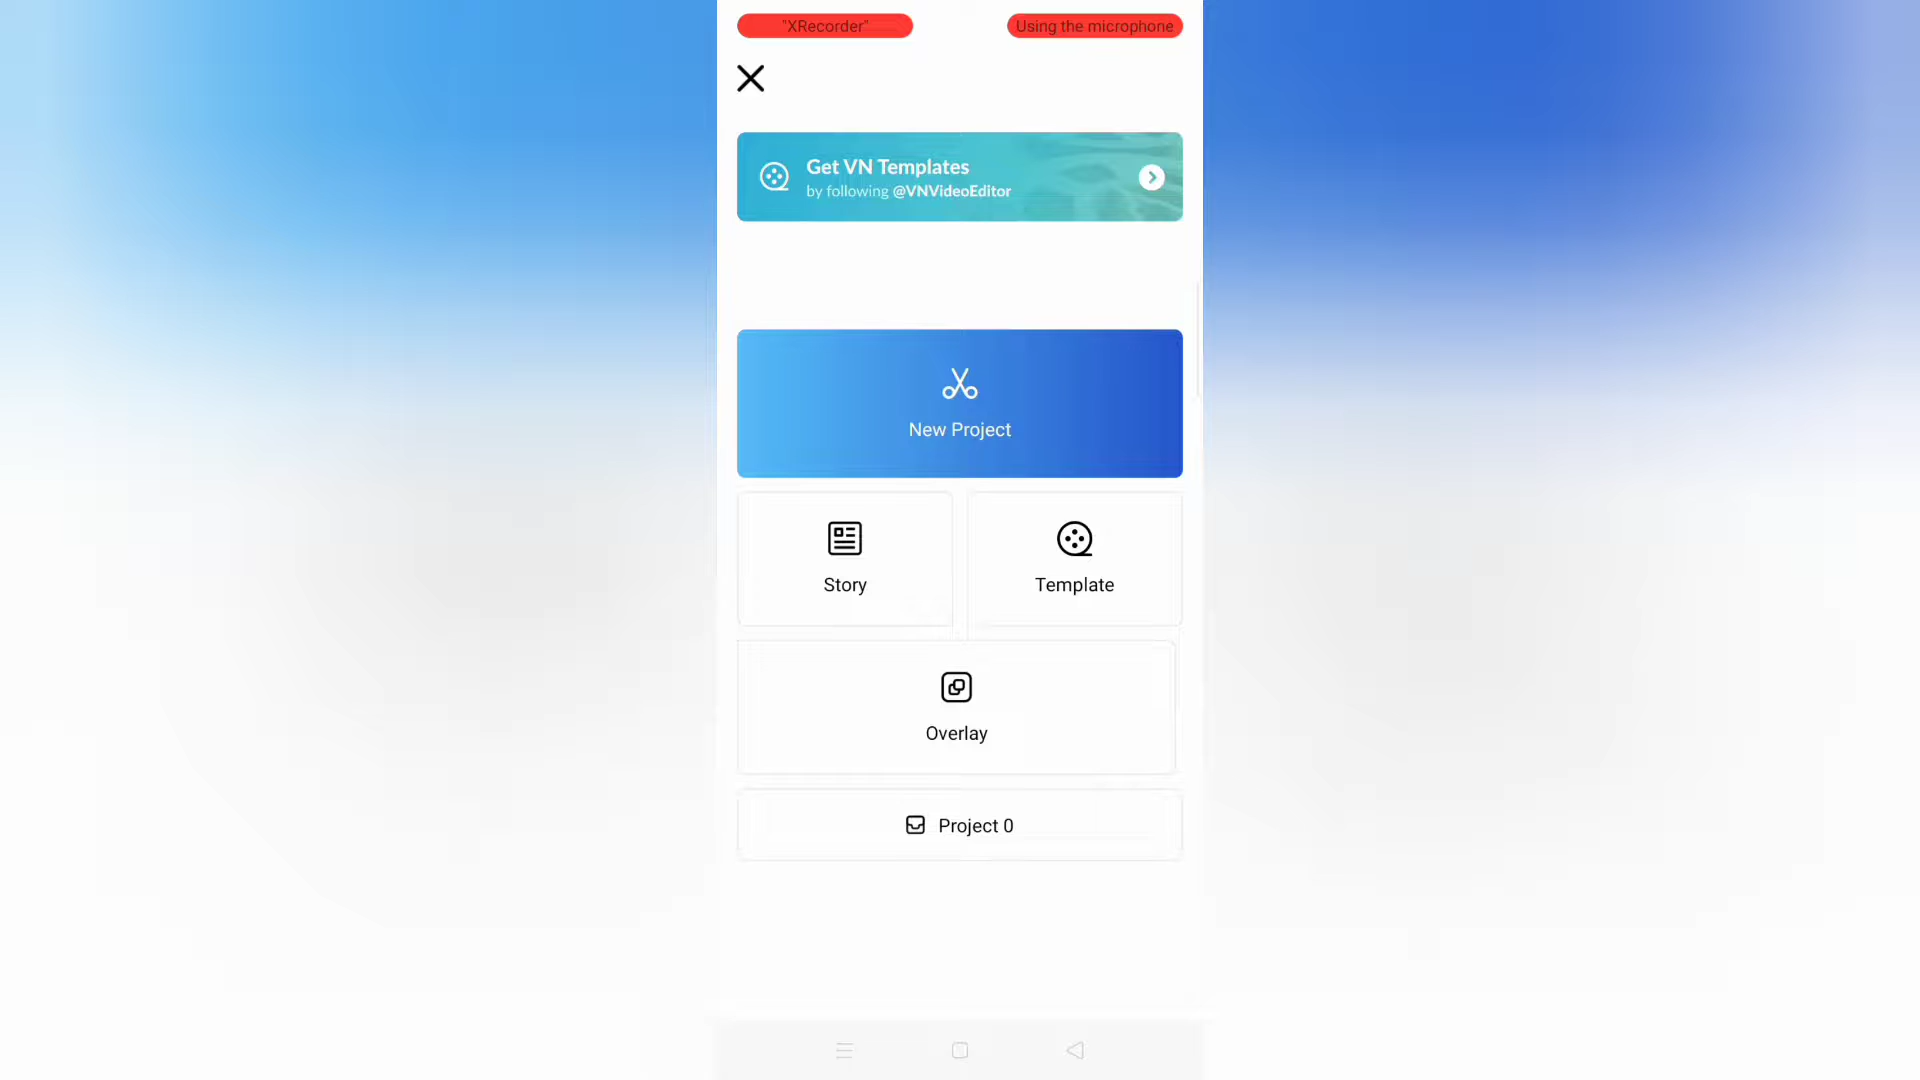 "XRecorder"
Using the microphone
Get VN Templates
by following @VNVideoEditor
New Project
Story
Template
Overlay
Project 0